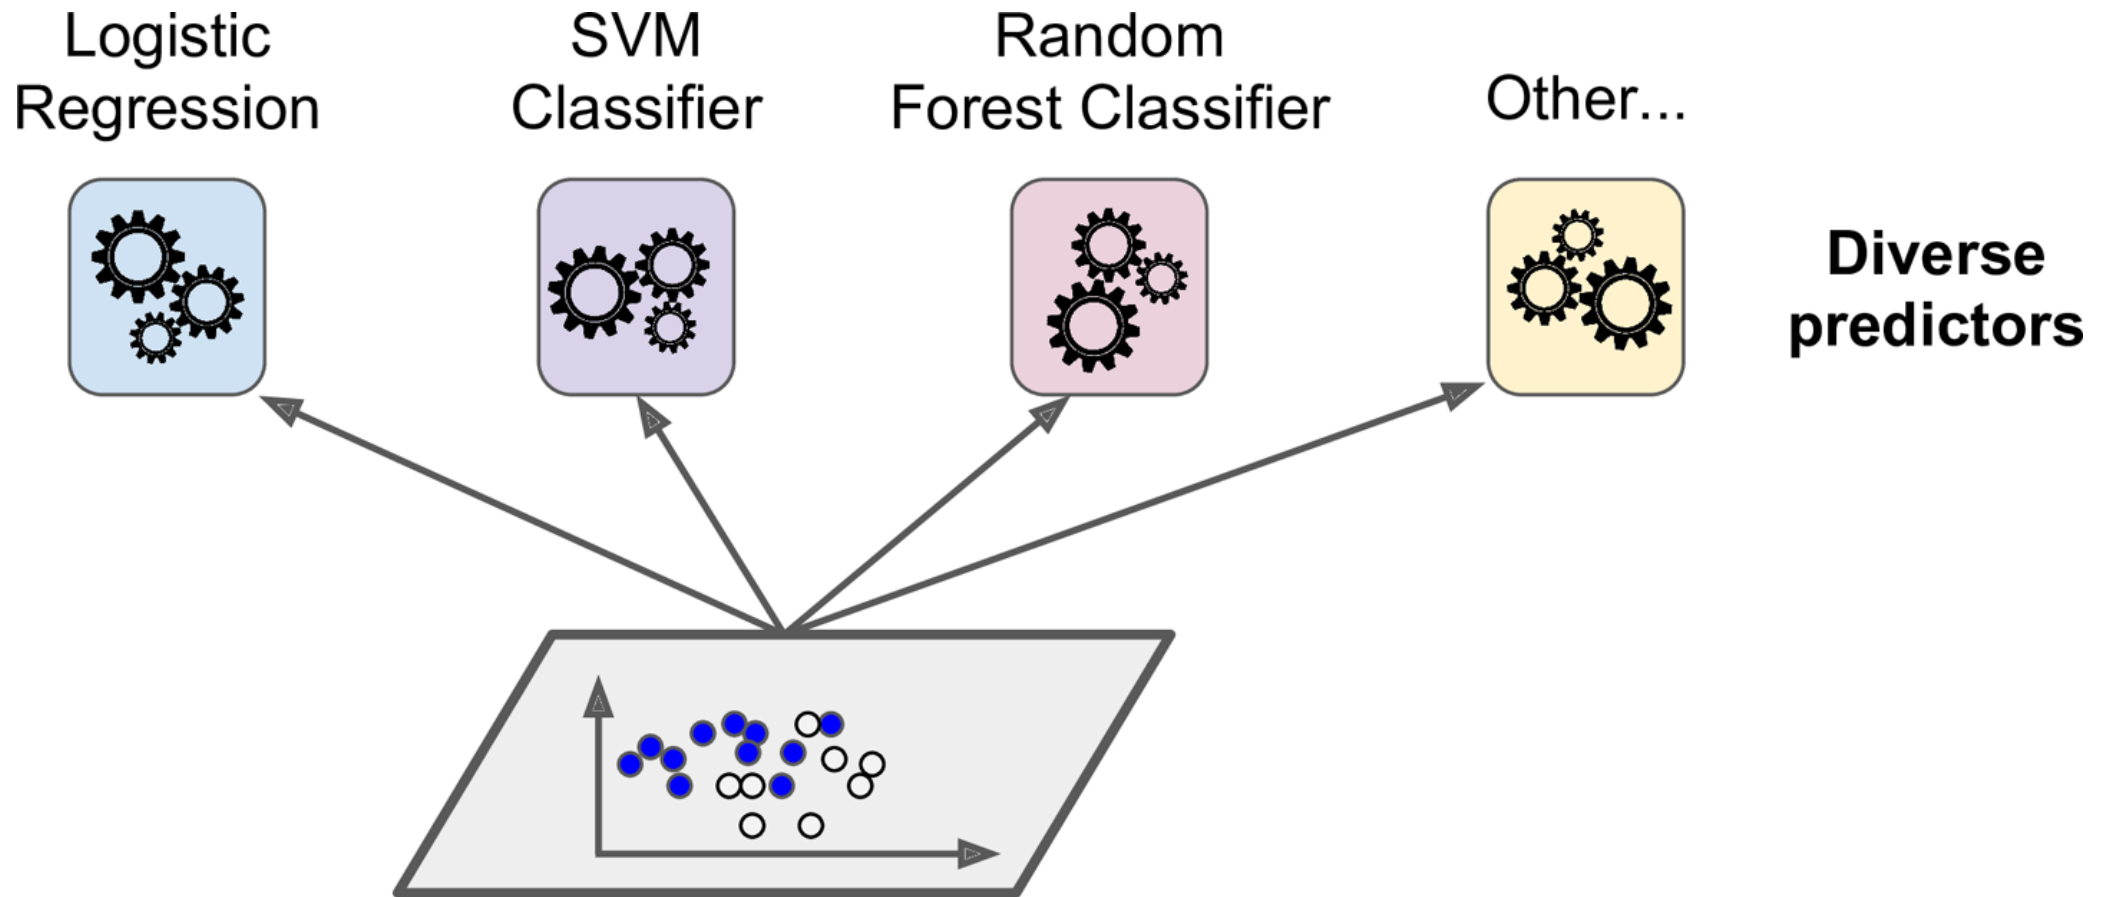 Logistic
Regression
SVM
Classifier
Random
Forest Classifier
Other...
Diverse
predictors